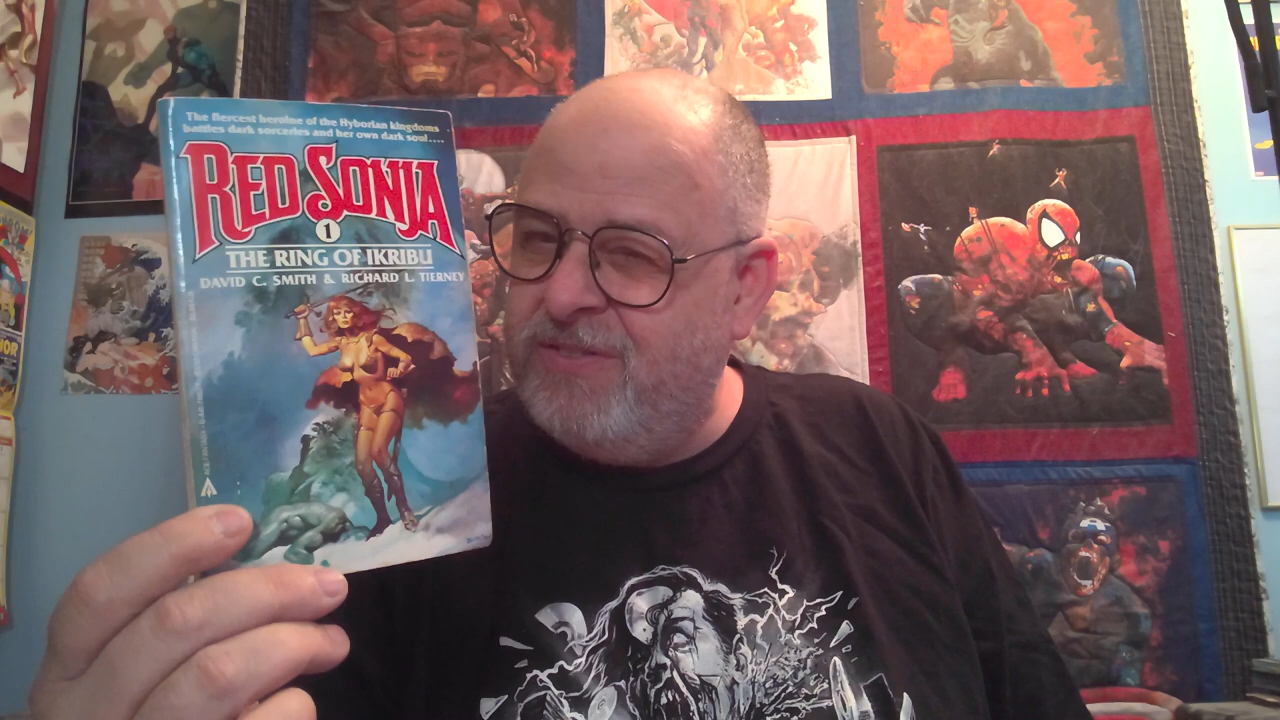 The fiercest heroine of the Hyborian kingdoms
battles dark sorceries and her own dark soul....
RED SONJA
1
THE RING OF IKRIBU
DAVID C. SMITH & RICHARD L. TIERNEY